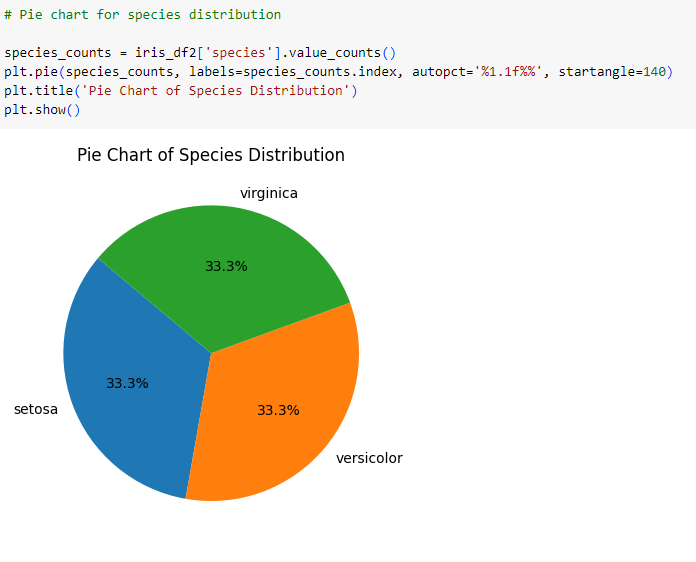 # Pie chart for species distribution
species_counts = iris_df2['species'].value_counts()
plt.pie(species_counts, labels=species_counts.index, autopct='%1.1f%%', startangle=140)
plt.title('Pie Chart of Species Distribution')
plt.show()
Pie Chart of Species Distribution
virginica
33.3%
33.3%
setosa
33.3%
versicolor